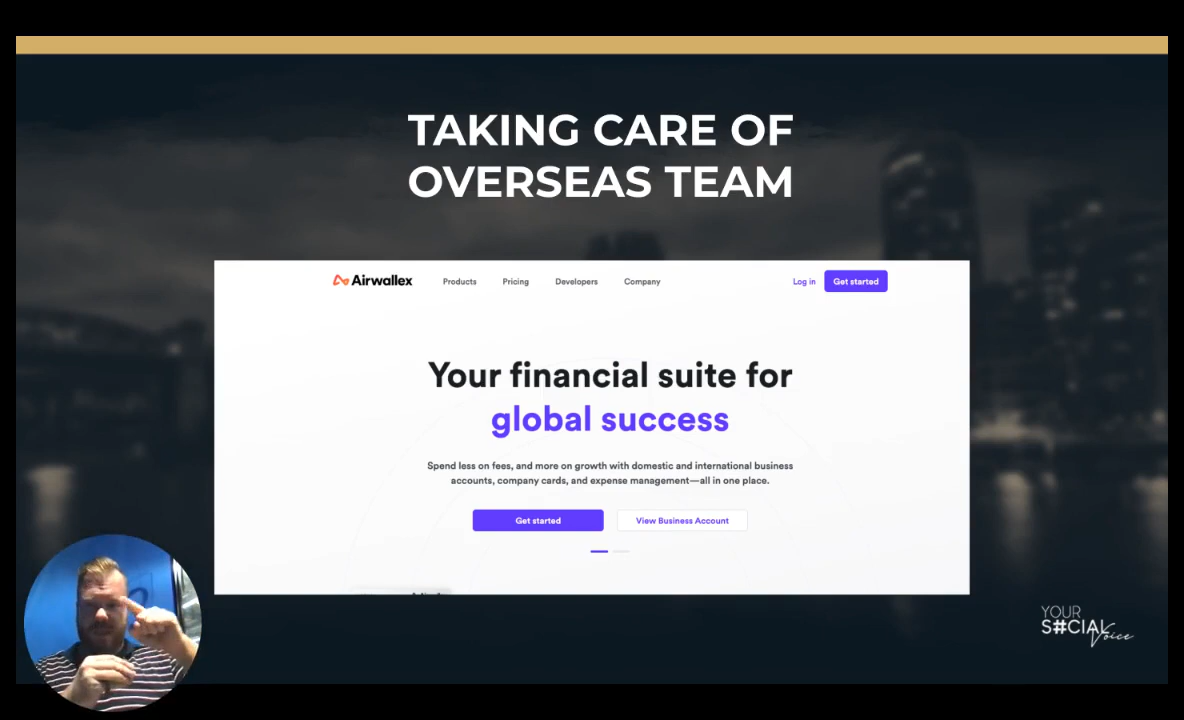 TAKING CARE OF
OVERSEAS TEAM
Airwallex Products Pricing Developers Company Log in Get started
Your financial suite for
global success
Spend less on fees, and more on growth with domestic and international business
accounts, company cards, and expense management—all in one place.
Get started View Business Account
YOUR
S#CIAL
Voice